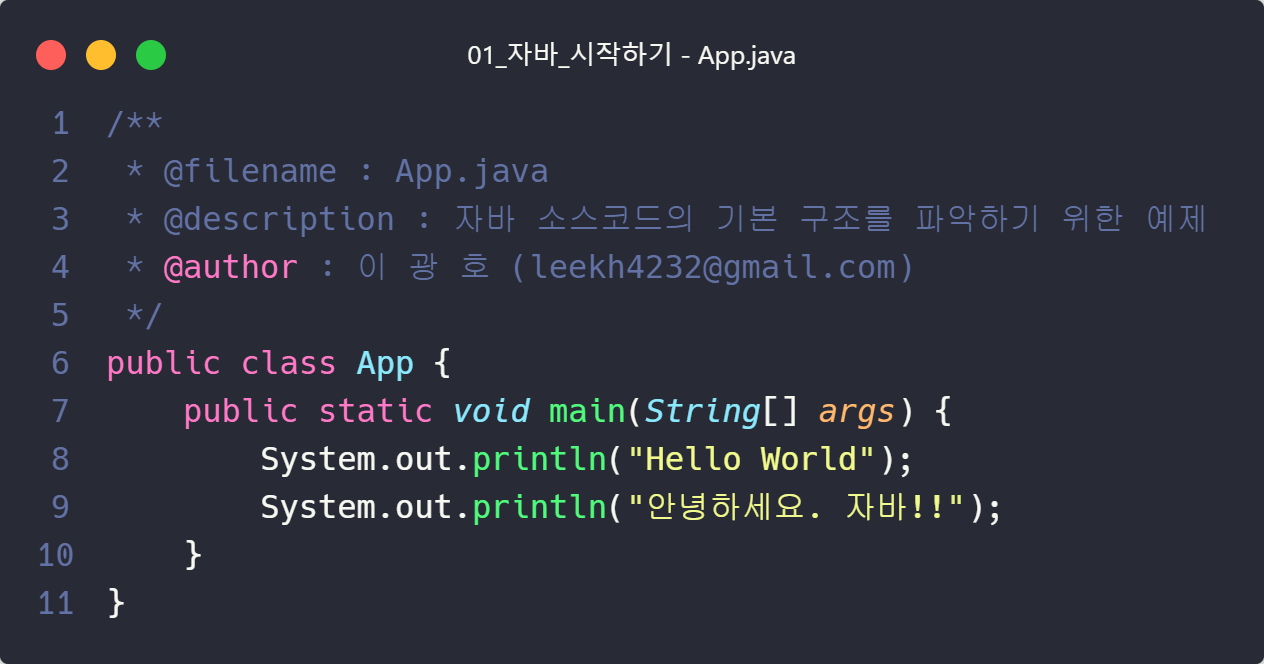 01_자바_시작하기 - App.java
1 /**
2  * @filename : App.java
3  * @description : 자바 소스코드의 기본 구조를 파악하기 위한 예제
4  * @author : 이 광 호 (leekh4232@gmail.com)
5  */
6 public class App {
7     public static void main(String[] args) {
8         System.out.println("Hello World");
9         System.out.println("안녕하세요. 자바!!");
10     }
11 }